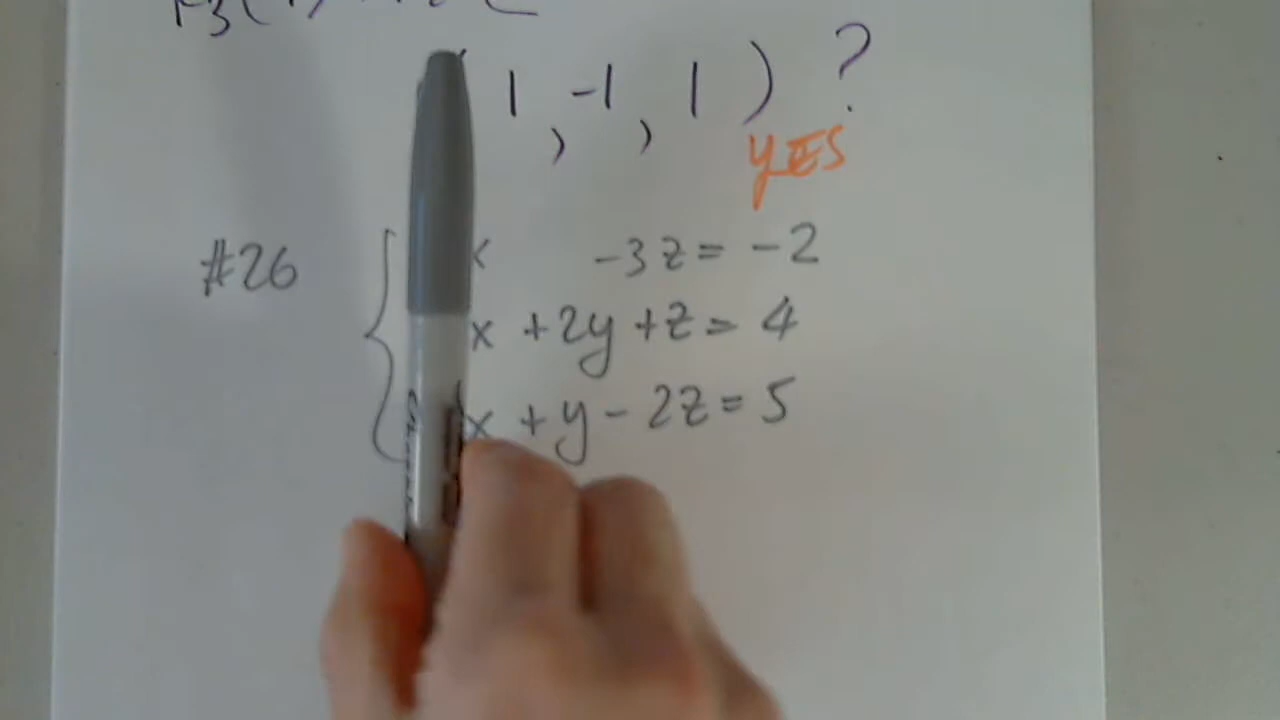 1, -1, 1) ?
YES
#26
x -3z = -2
x + 2y + z = 4
x + y - 2z = 5